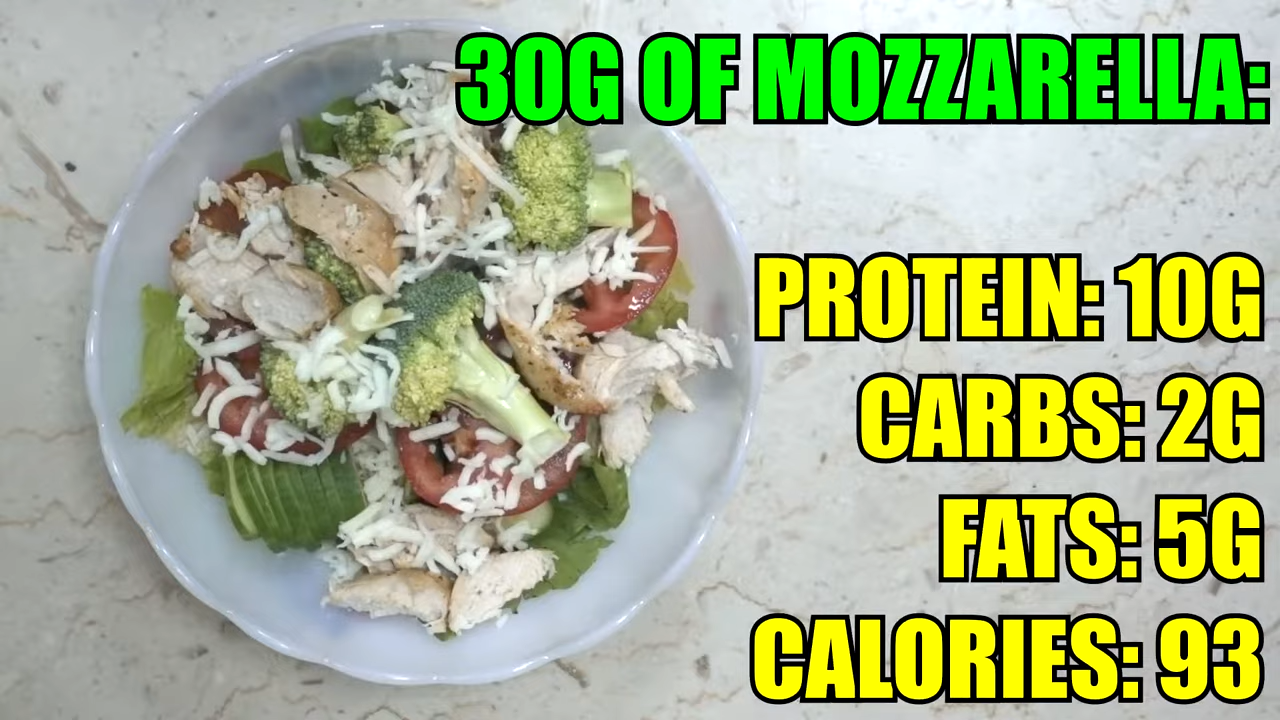 30G OF MOZZARELLA:
PROTEIN: 10G
CARBS: 2G
FATS: 5G
CALORIES: 93